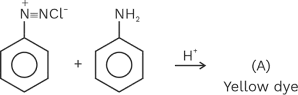 +
N≡NCl⁻ NH₂
+ H⁺ (A)
Yellow dye